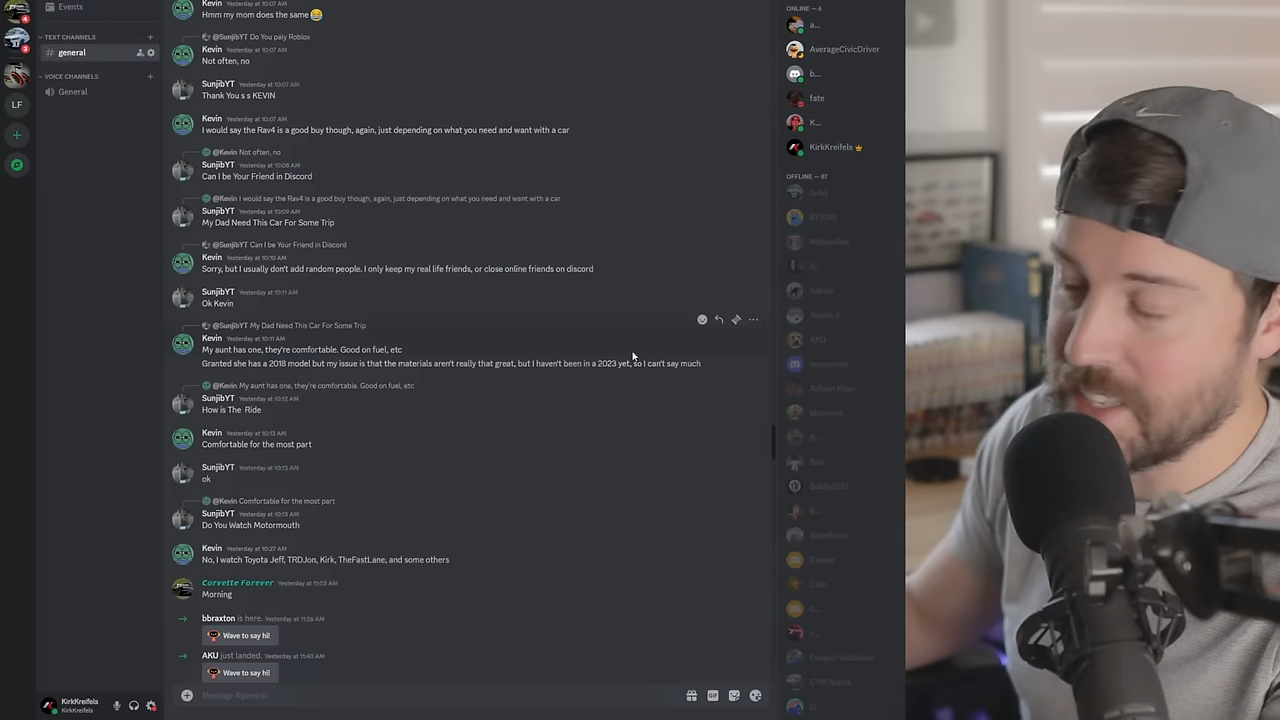 Events
TEXT CHANNELS
general
VOICE CHANNELS
General
LF
4
3
Kevin
Hmm my mom does the same 😂
@SunjibYT Do You paly Roblox
Kevin Yesterday at 10:07 AM
Not often, no
SunjibYT Yesterday at 10:07 AM
Thank You s s KEVIN
Kevin Yesterday at 10:07 AM
I would say the Rav4 is a good buy though, again, just depending on what you need and want with a car
@Kevin Not often, no
SunjibYT Yesterday at 10:08 AM
Can I be Your Friend in Discord
@Kevin I would say the Rav4 is a good buy though, again, just depending on what you need and want with a car
SunjibYT Yesterday at 10:09 AM
My Dad Need This Car For Some Trip
@SunjibYT Can I be Your Friend in Discord
Kevin Yesterday at 10:10 AM
Sorry, but I usually don't add random people. I only keep my real life friends, or close online friends on discord
SunjibYT Yesterday at 10:11 AM
Ok Kevin
@SunjibYT My Dad Need This Car For Some Trip
Kevin Yesterday at 10:11 AM
My aunt has one, they're comfortable. Good on fuel, etc
Granted she has a 2018 model but my issue is that the materials aren't really that great, but I haven't been in a 2023 yet, so I can't say much
@Kevin My aunt has one, they're comfortable. Good on fuel, etc
SunjibYT Yesterday at 10:12 AM
How is The Ride
Kevin Yesterday at 10:13 AM
Comfortable for the most part
SunjibYT Yesterday at 10:13 AM
ok
@Kevin Comfortable for the most part
SunjibYT Yesterday at 10:13 AM
Do You Watch Motormouth
Kevin Yesterday at 10:27 AM
No, I watch Toyota Jeff, TRDJon, Kirk, TheFastLane, and some others
Corvette Forever Yesterday at 11:03 AM
Morning
bbraxton is here. Yesterday at 11:26 AM
Wave to say hi!
AKU just landed. Yesterday at 11:40 AM
Wave to say hi!
Message #general
GIF
KirkKreifels
KirkKreifels
ONLINE — 6
a...
AverageCivicDriver
b...
fate
K...
KirkKreifels
OFFLINE — 87
A...
Akash_1
AKU
Arham Khan
bbraxton
B...
Caro
C...